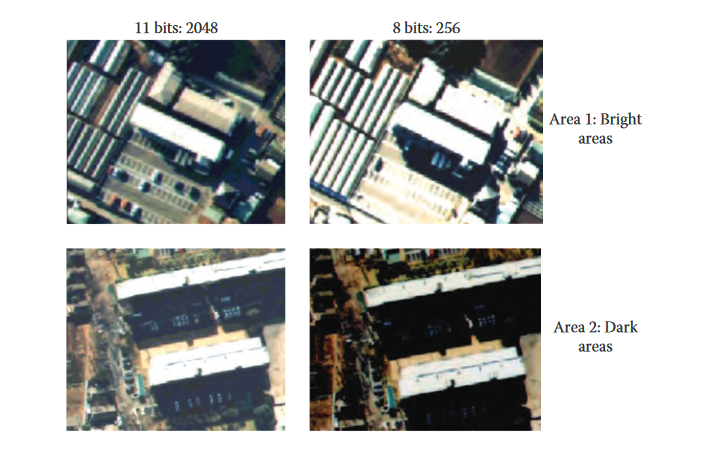 11 bits: 2048
8 bits: 256
Area 1: Bright
areas
Area 2: Dark
areas